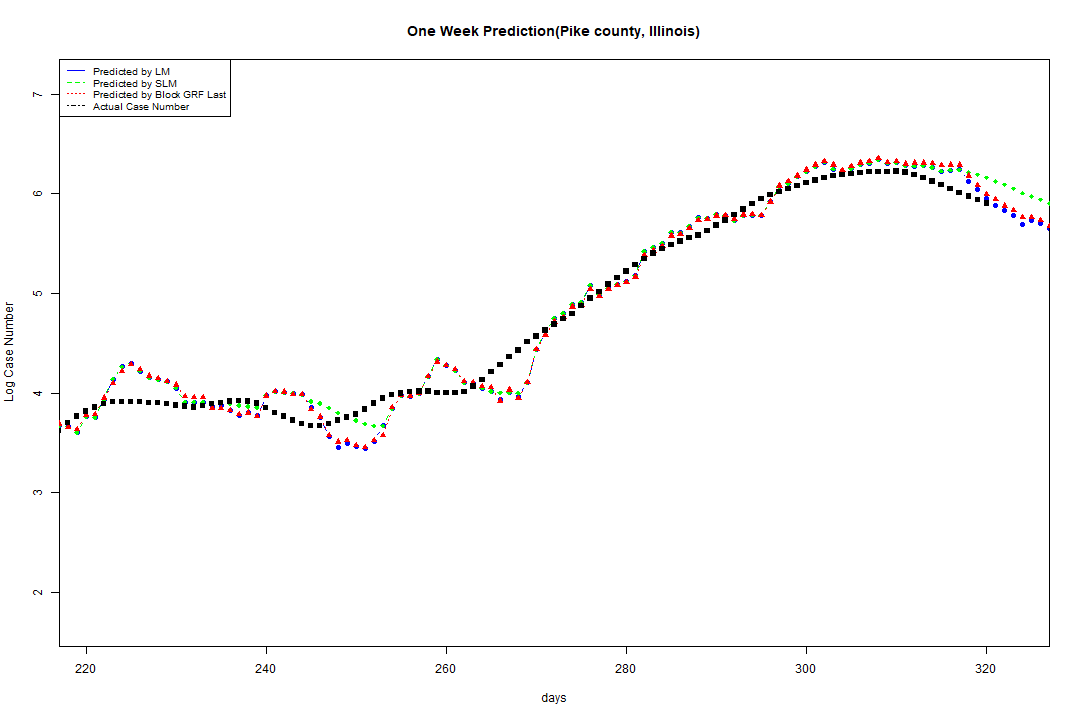 One Week Prediction(Pike county, Illinois)
Predicted by LM
Predicted by SLM
Predicted by Block GRF Last
Actual Case Number
7
6
5
4
3
2
Log Case Number
220 240 260 280 300 320
days